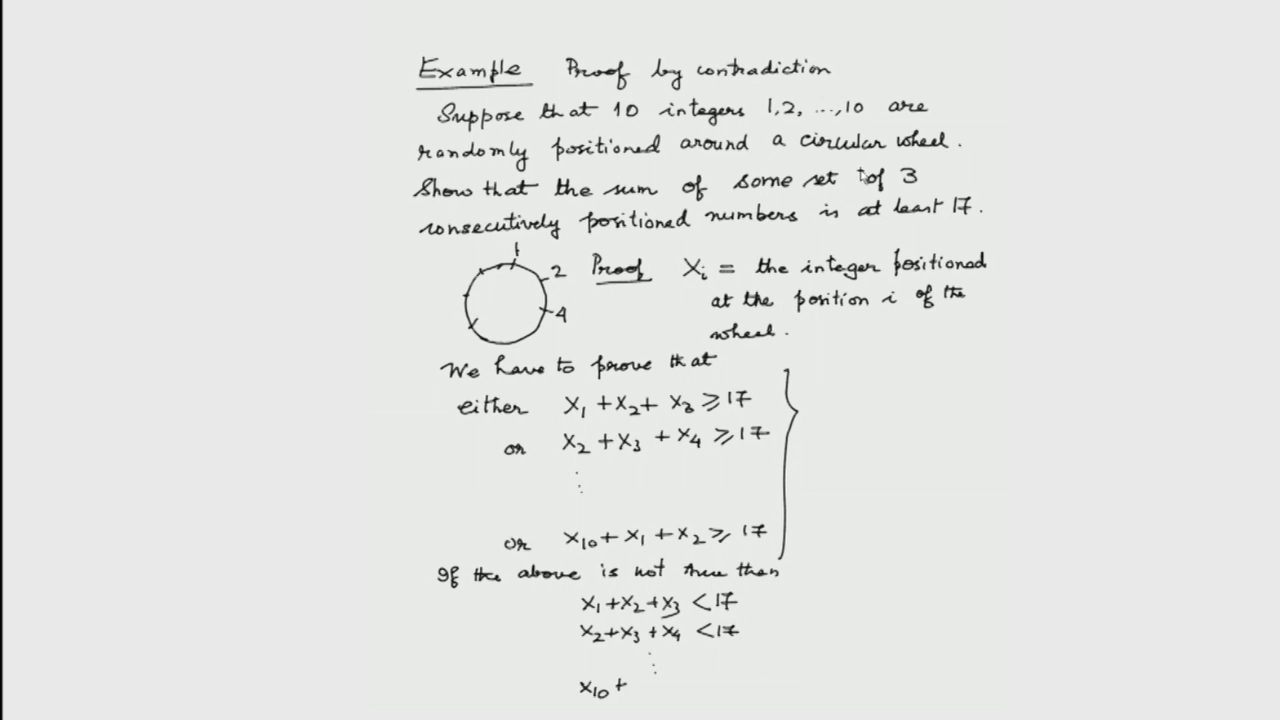 Example Proof by contradiction
Suppose that 10 integers 1,2, ...,10 are
randomly positioned around a circular wheel.
Show that the sum of some set of 3
consecutively positioned numbers is at least 17.
1
2
4
Proof X₁ = the integer positioned
at the position i of the
wheel.
We have to prove that
either X₁ + X₂ + X₃ ⩾ 17
or X₂ + X₃ + X₄ ⩾ 17
⋮
or X₁₀ + X₁ + X₂ ⩾ 17
If the above is not true then
X₁ + X₂ + X₃ < 17
X₂ + X₃ + X₄ < 17
⋮
X₁₀ +